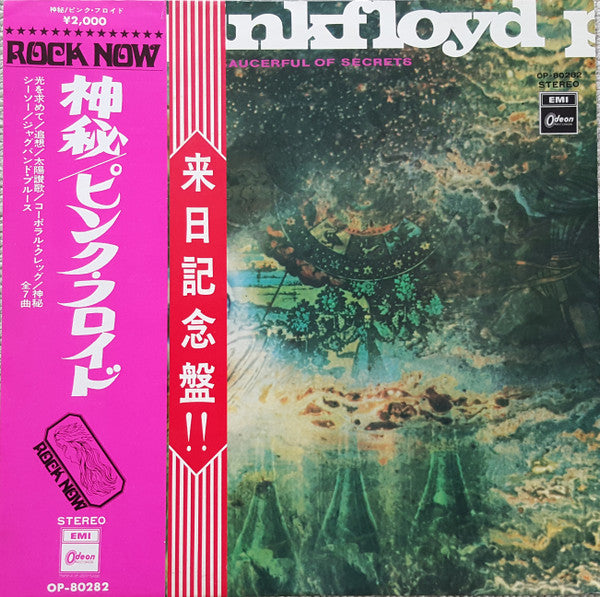 神秘/ピンク・フロイド
¥2,000
★★★★★★★★★★★★
ROCK NOW
神秘/ピンク・フロイド
光を求めて/追想/太陽讃歌/コーポラル・クレッグ/神秘
シーソー/ジャグバンド・ブルース 全7曲
ROCK NOW
STEREO
EMI
Odeon
OP-80282
来日記念盤!!
nkfloyd
AUCERFUL OF SECRETS
OP-80282
STEREO
EMI
Odeon